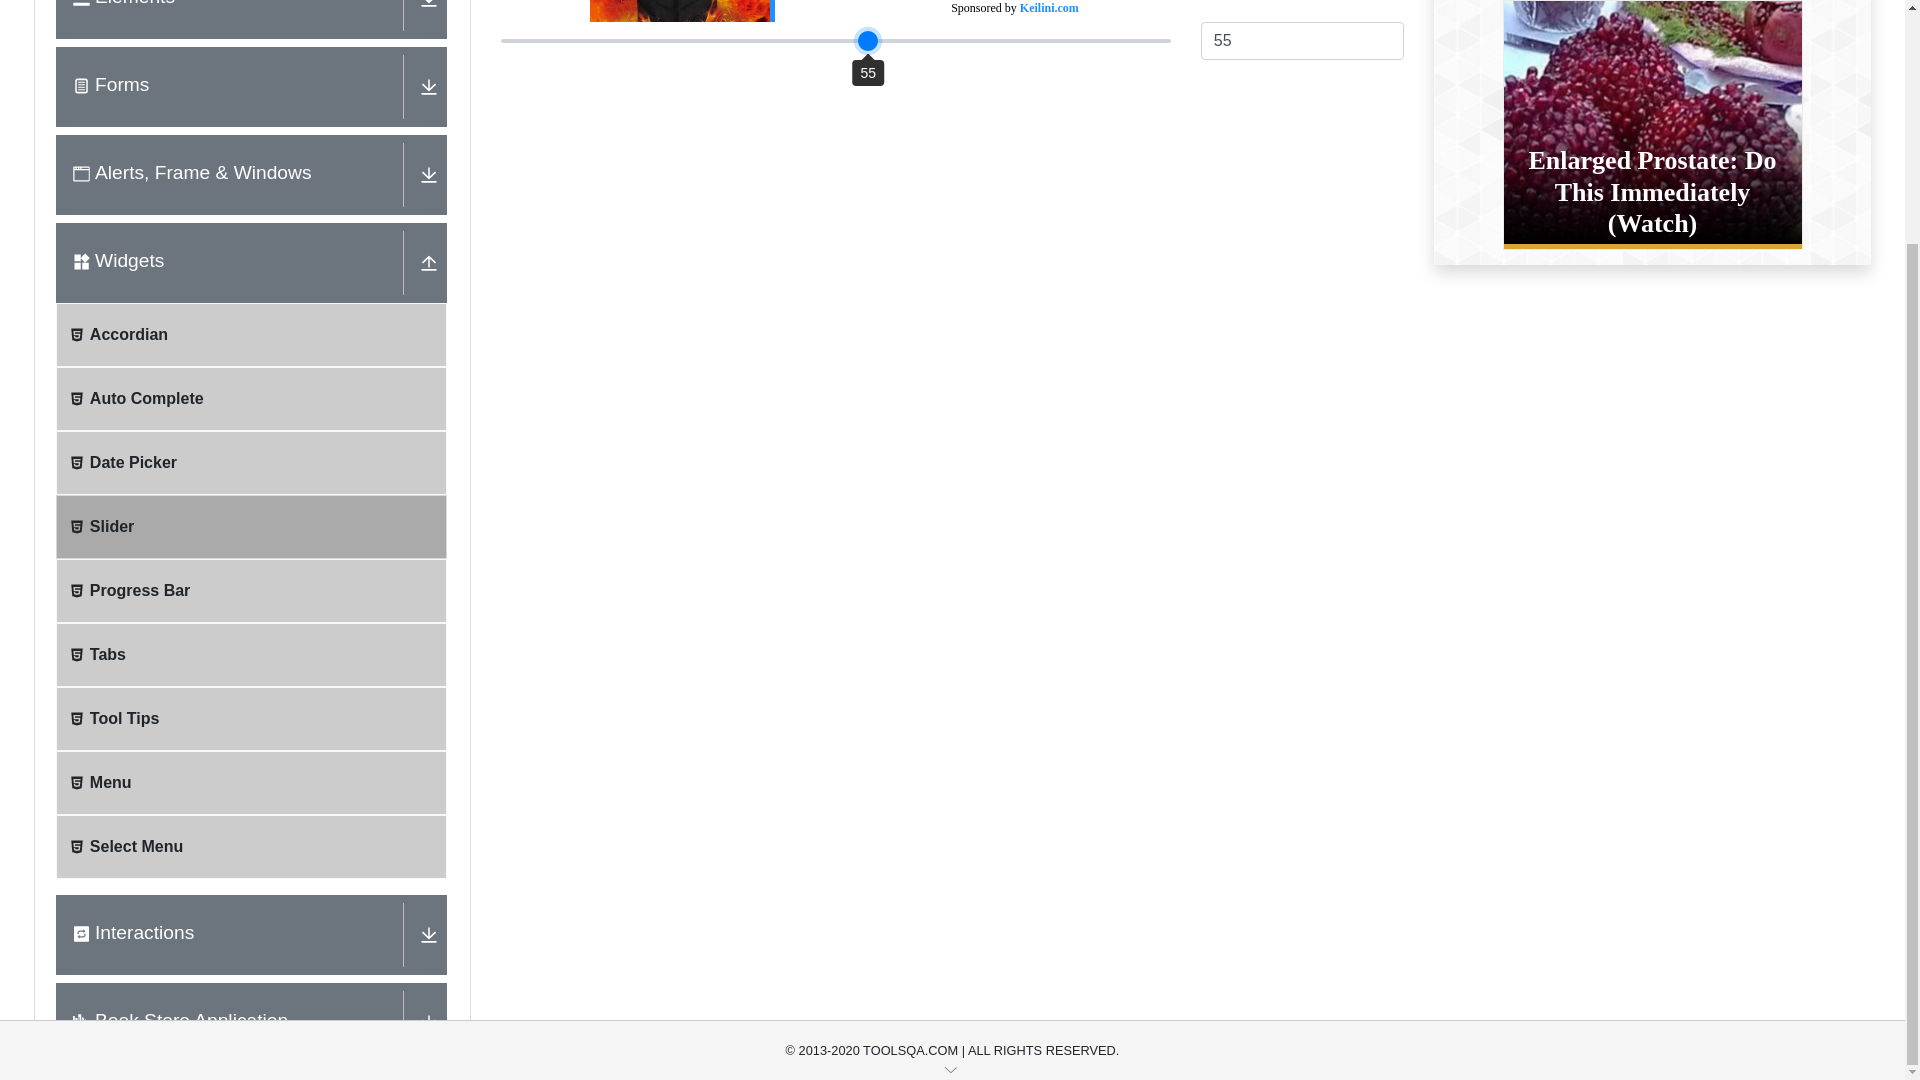 Elements
Forms
Alerts, Frame & Windows
Widgets
Accordian
Auto Complete
Date Picker
Slider
Progress Bar
Tabs
Tool Tips
Menu
Select Menu
Interactions
Book Store Application
Sponsored by Keilini.com
55
55
Enlarged Prostate: Do
This Immediately
(Watch)
© 2013-2020 TOOLSQA.COM | ALL RIGHTS RESERVED.